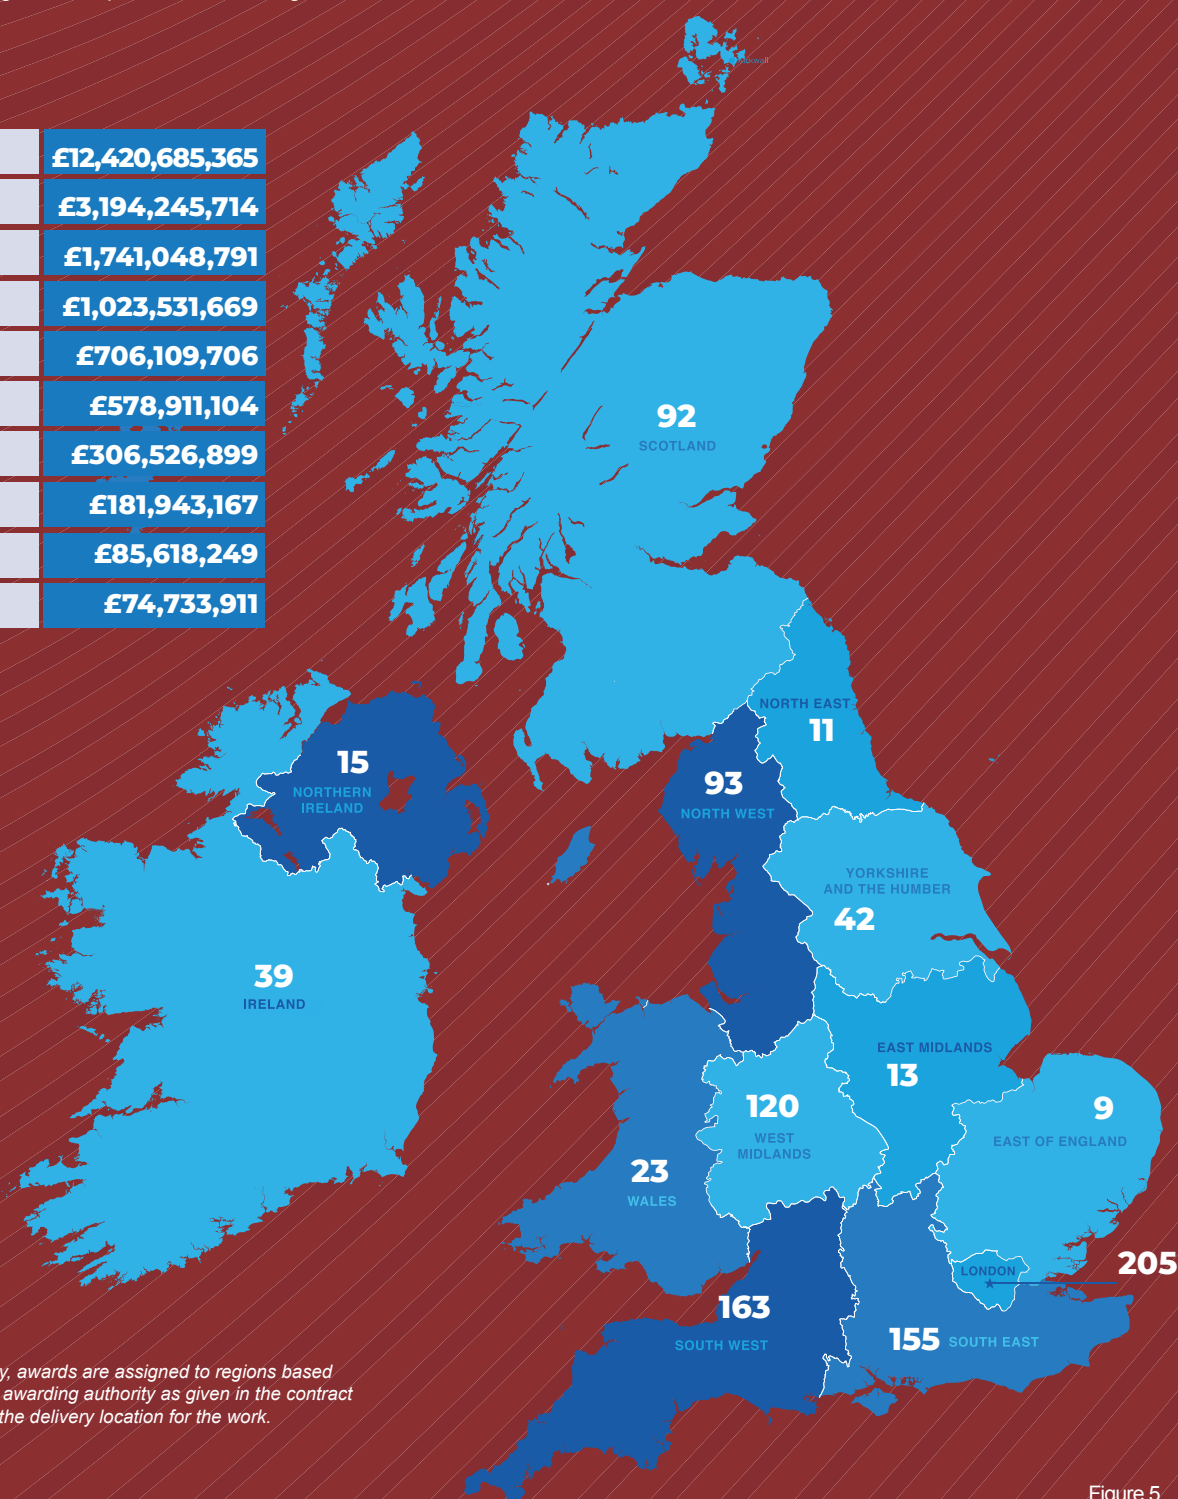 £12,420,685,365
£3,194,245,714
£1,741,048,791
£1,023,531,669
£706,109,706
£578,911,104
£306,526,899
£181,943,167
£85,618,249
£74,733,911
92
SCOTLAND
NORTH EAST
11
15
NORTHERN
IRELAND
93
NORTH WEST
YORKSHIRE
AND THE HUMBER
42
39
IRELAND
EAST MIDLANDS
13
120
WEST
MIDLANDS
9
EAST OF ENGLAND
23
WALES
LONDON
205
163
SOUTH WEST
155 SOUTH EAST
awards are assigned to regions based
awarding authority as given in the contract
the delivery location for the work.
Figure 5